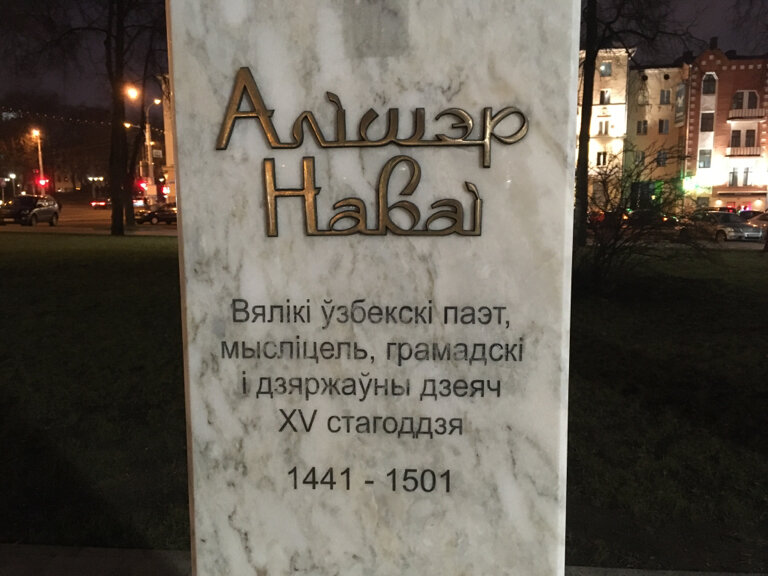 Алішэр
Наваі
Вялікі ўзбекскі паэт,
мысліцель, грамадскі
і дзяржаўны дзеяч
XV стагоддзя
1441 - 1501